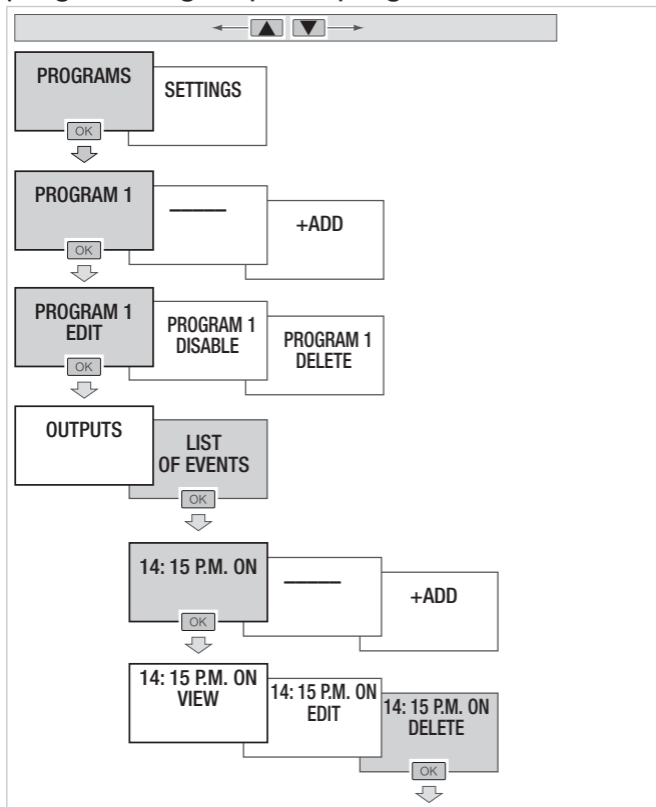 PROGRAMS
SETTINGS
OK
PROGRAM 1
_____
+ADD
OK
PROGRAM 1
EDIT
PROGRAM 1
DISABLE
PROGRAM 1
DELETE
OK
OUTPUTS
LIST
OF EVENTS
OK
14: 15 P.M. ON
_____
+ADD
OK
14: 15 P.M. ON
VIEW
14: 15 P.M. ON
EDIT
14: 15 P.M. ON
DELETE
OK